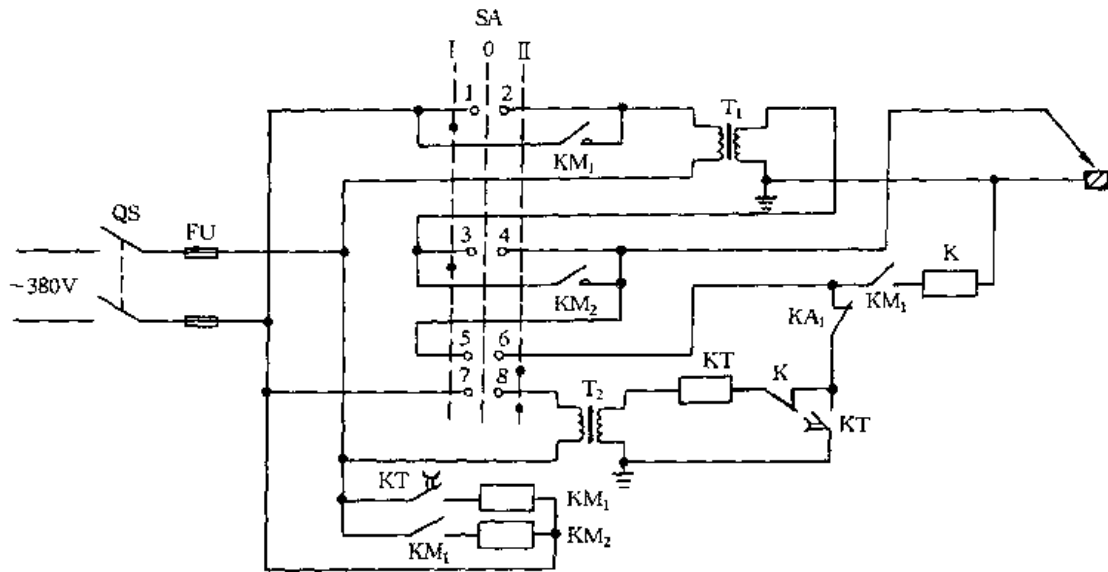 SA
I 0 II
1 2
T₁
KM₁
QS
FU
3 4
K
~380V
KM₂
KM₁
KA₁
5 6
KT
K
7 8
T₂
KT
KT
KM₁
KM₁
KM₂